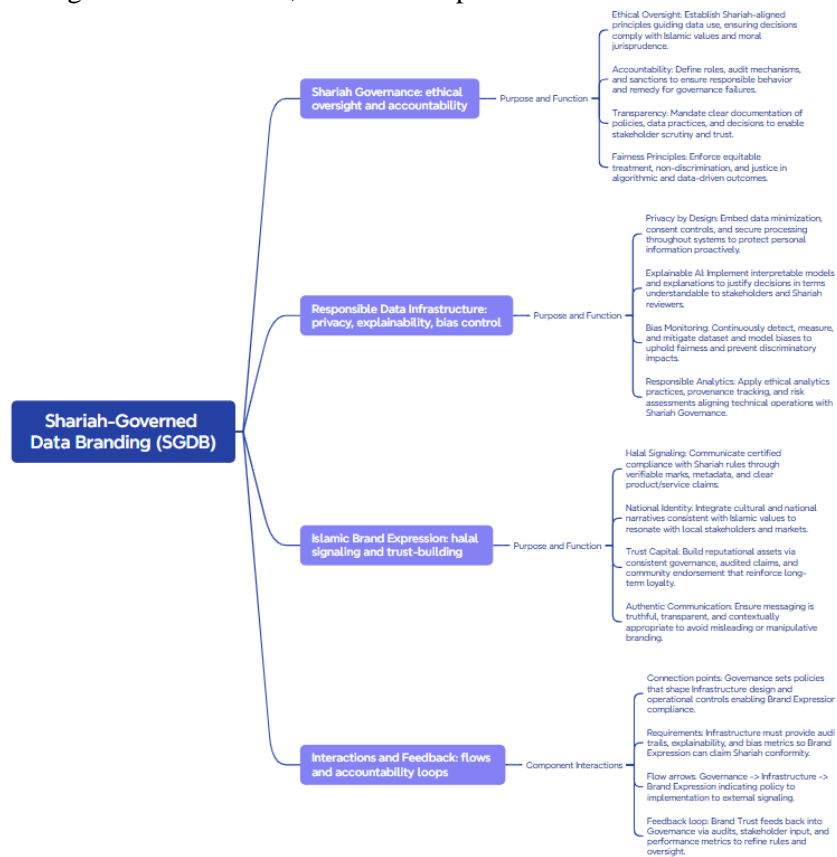 Shariah-Governed
Data Branding (SGDB)
Shariah Governance: ethical
oversight and accountability
Purpose and Function
Ethical Oversight: Establish Shariah-aligned
principles guiding data use, ensuring decisions
comply with Islamic values and moral
jurisprudence.
Accountability: Define roles, audit mechanisms,
and sanctions to ensure responsible behavior
and remedy for governance failures.
Transparency: Mandate clear documentation of
policies, data practices, and decisions to enable
stakeholder scrutiny and trust.
Fairness Principles: Enforce equitable
treatment, non-discrimination, and justice in
algorithmic and data-driven outcomes.
Responsible Data Infrastructure:
privacy, explainability, bias control
Purpose and Function
Privacy by Design: Embed data minimization,
consent controls, and secure processing
throughout systems to protect personal
information proactively.
Explainable AI: Implement interpretable models
and explanations to justify decisions in terms
understandable to stakeholders and Shariah
reviewers.
Bias Monitoring: Continuously detect, measure,
and mitigate dataset and model biases to
uphold fairness and prevent discriminatory
impacts.
Responsible Analytics: Apply ethical analytics
practices, provenance tracking, and risk
assessments aligning technical operations with
Shariah Governance.
Islamic Brand Expression: halal
signaling and trust-building
Purpose and Function
Halal Signaling: Communicate certified
compliance with Shariah rules through
verifiable marks, metadata, and clear
product/service claims.
National Identity: Integrate cultural and national
narratives consistent with Islamic values to
resonate with local stakeholders and markets.
Trust Capital: Build reputational assets via
consistent governance, audited claims, and
community endorsement that reinforce long-
term loyalty.
Authentic Communication: Ensure messaging is
truthful, transparent, and contextually
appropriate to avoid misleading or manipulative
branding.
Interactions and Feedback: flows
and accountability loops
Component Interactions
Connection points: Governance sets policies
that shape Infrastructure design and
operational controls enabling Brand Expression
compliance.
Requirements: Infrastructure must provide audi
trails, explainability, and bias metrics so Brand
Expression can claim Shariah conformity.
Flow arrows: Governance -> Infrastructure ->
Brand Expression indicating policy to
implementation to external signaling.
Feedback loop: Brand Trust feeds back into
Governance via audits, stakeholder input, and
performance metrics to refine rules and
oversight.